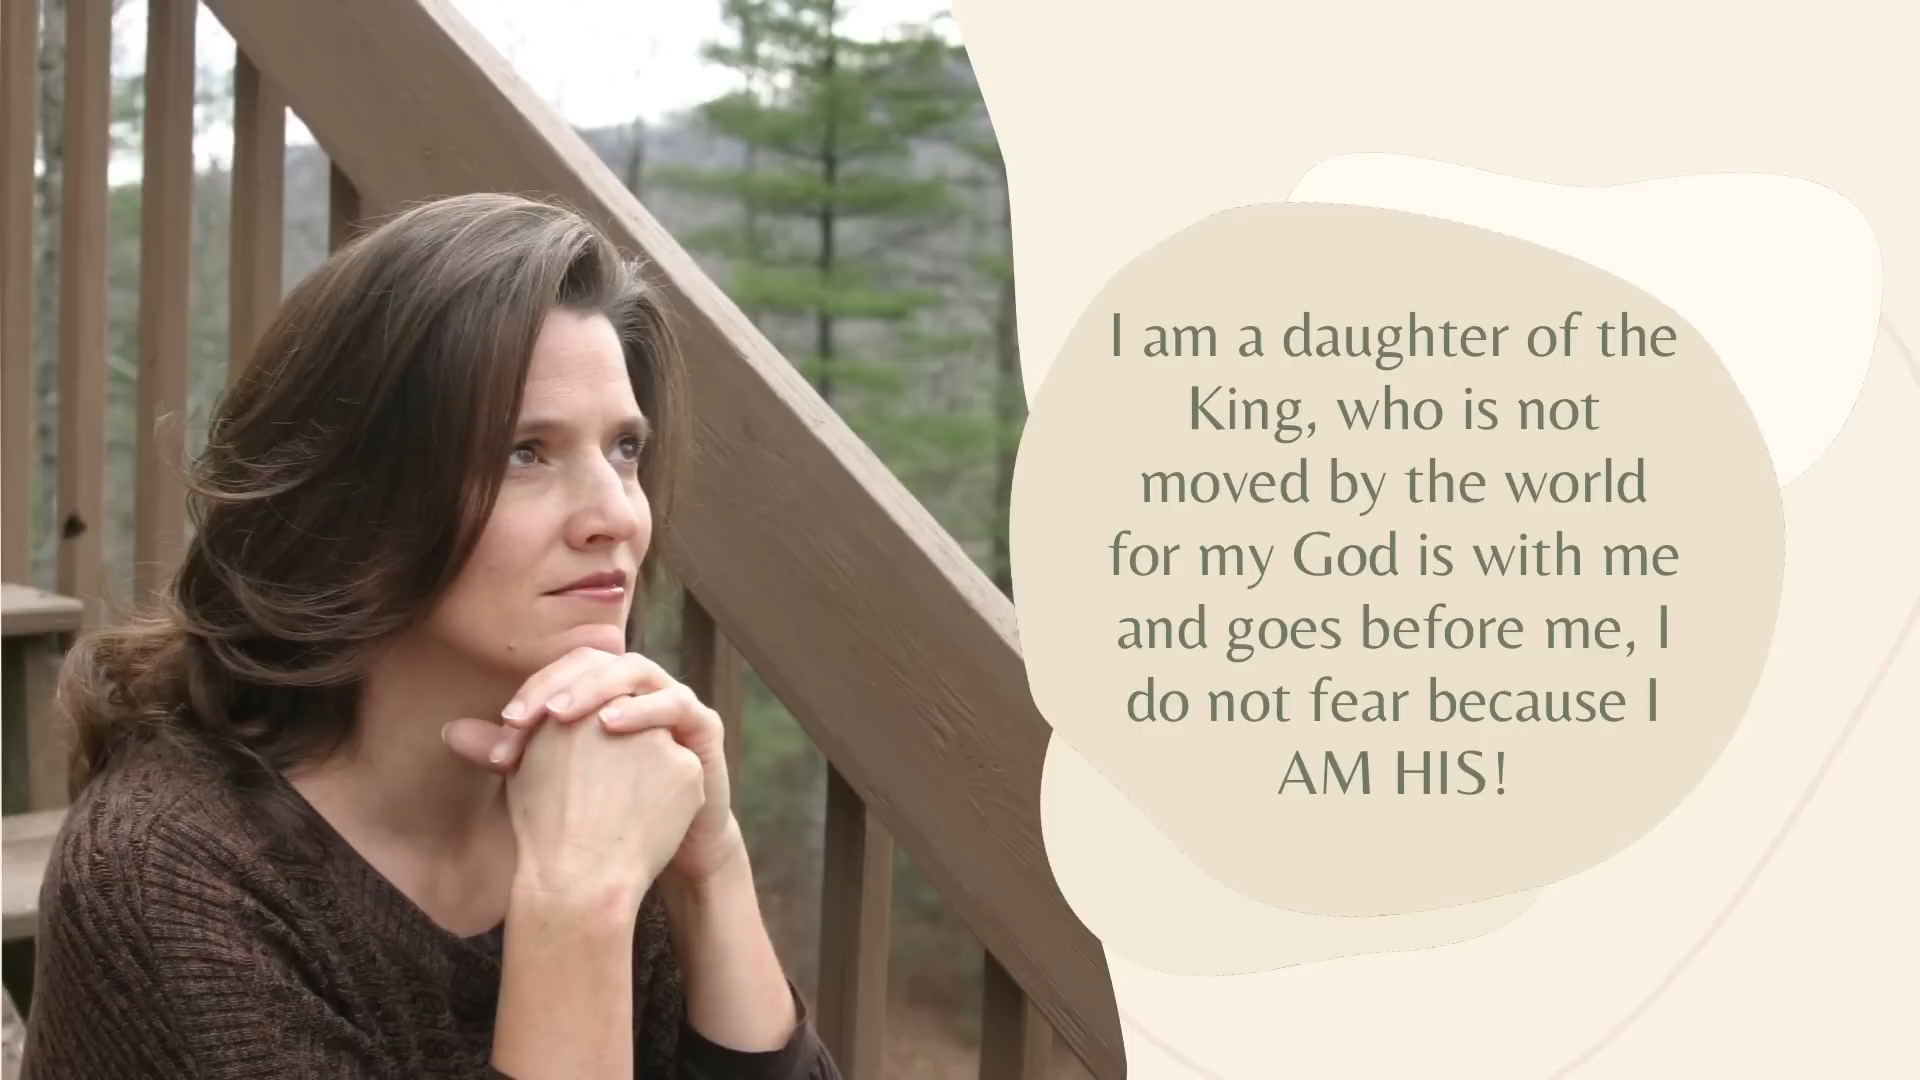 I am a daughter of the
King, who is not
moved by the world
for my God is with me
and goes before me, I
do not fear because I
AM HIS!